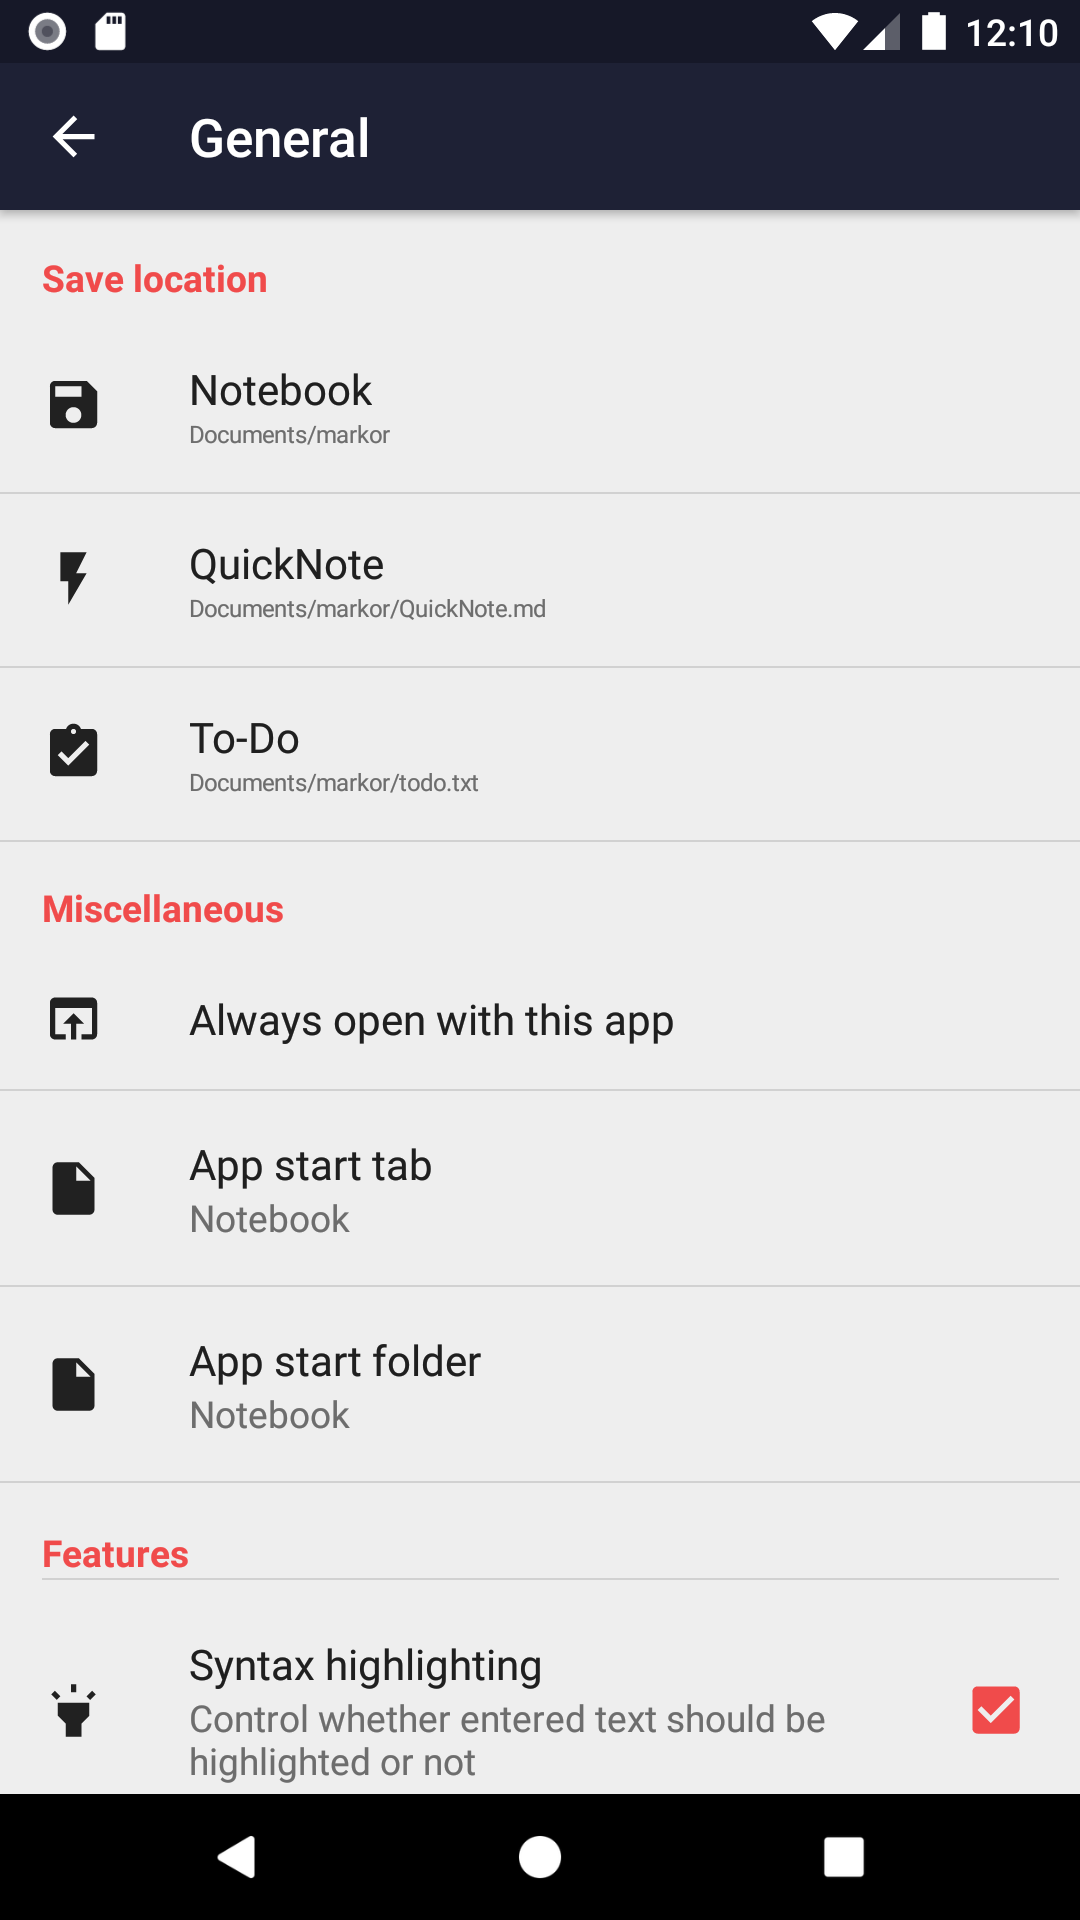 12:10
General
Save location
Notebook
Documents/markor
QuickNote
Documents/markor/QuickNote.md
To-Do
Documents/markor/todo.txt
Miscellaneous
Always open with this app
App start tab
Notebook
App start folder
Notebook
Features
Syntax highlighting
Control whether entered text should be
highlighted or not